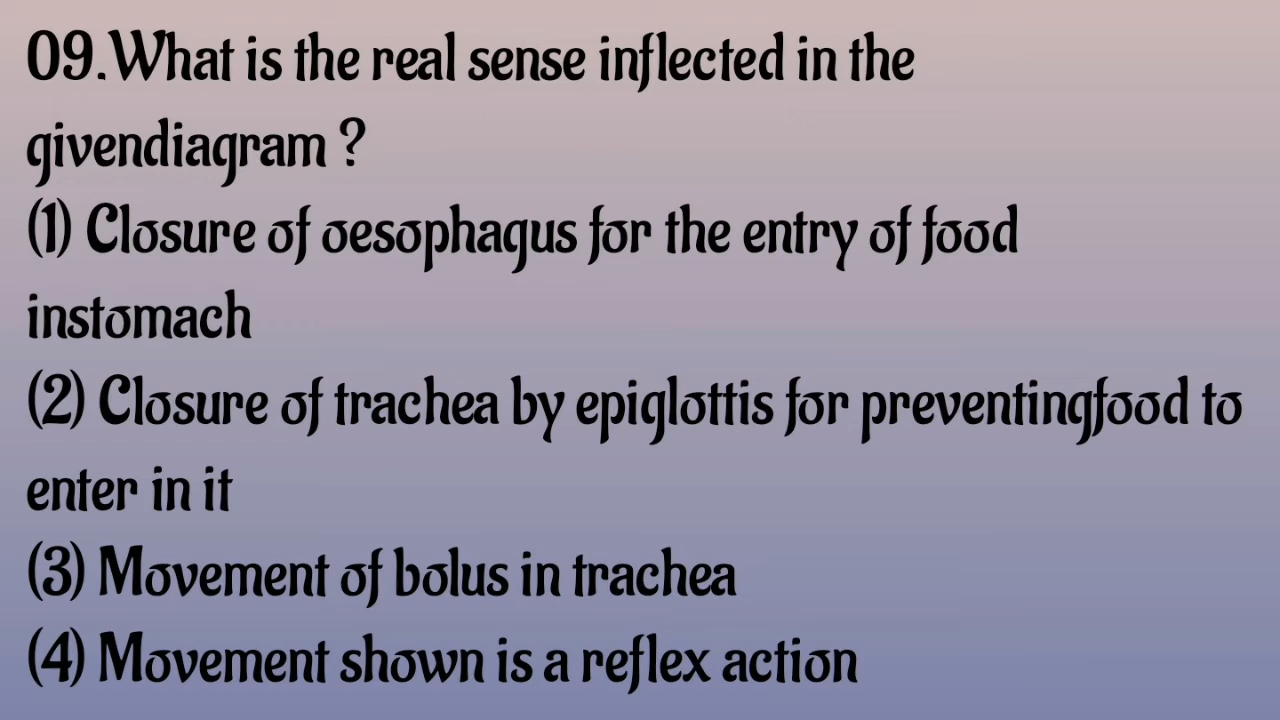 09.What is the real sense inflected in the
givendiagram ?
(1) Closure of oesophagus for the entry of food
instomach
(2) Closure of trachea by epiglottis for preventingfood to
enter in it
(3) Movement of bolus in trachea
(4) Movement shown is a reflex action